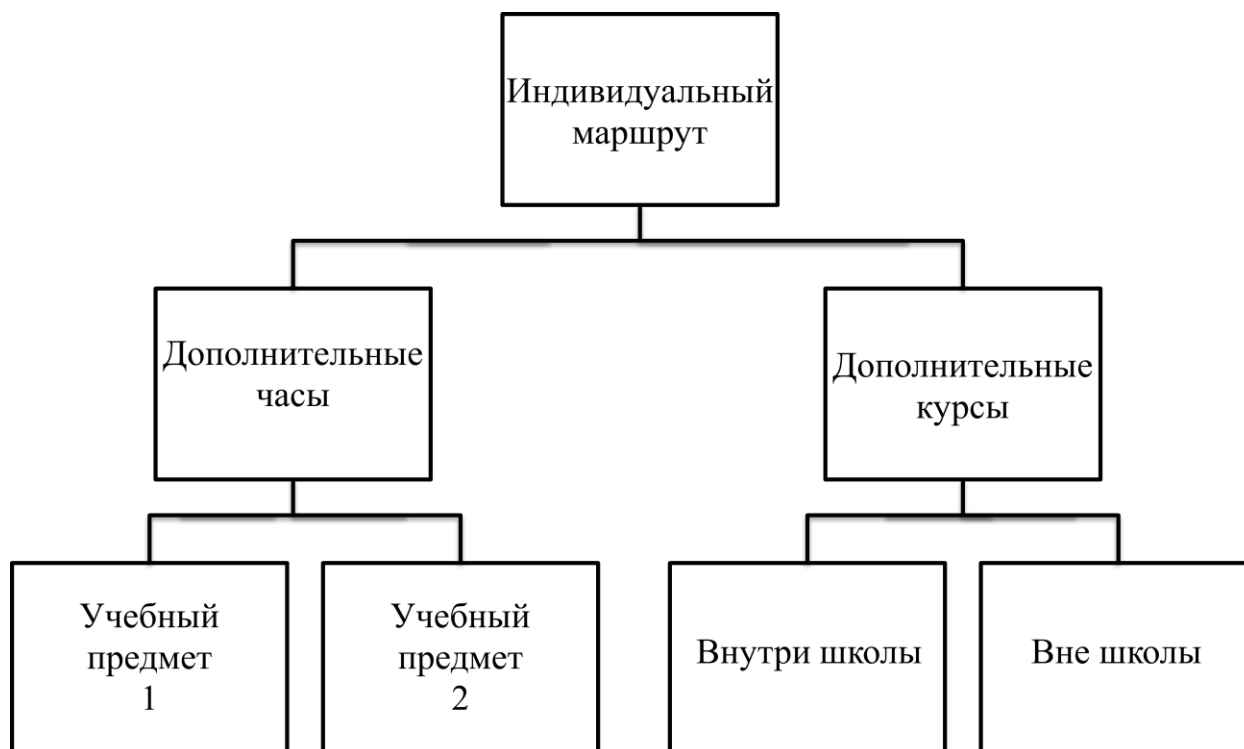 Индивидуальный
маршрут
Дополнительные
часы
Дополнительные
курсы
Учебный
предмет
1
Учебный
предмет
2
Внутри школы
Вне школы